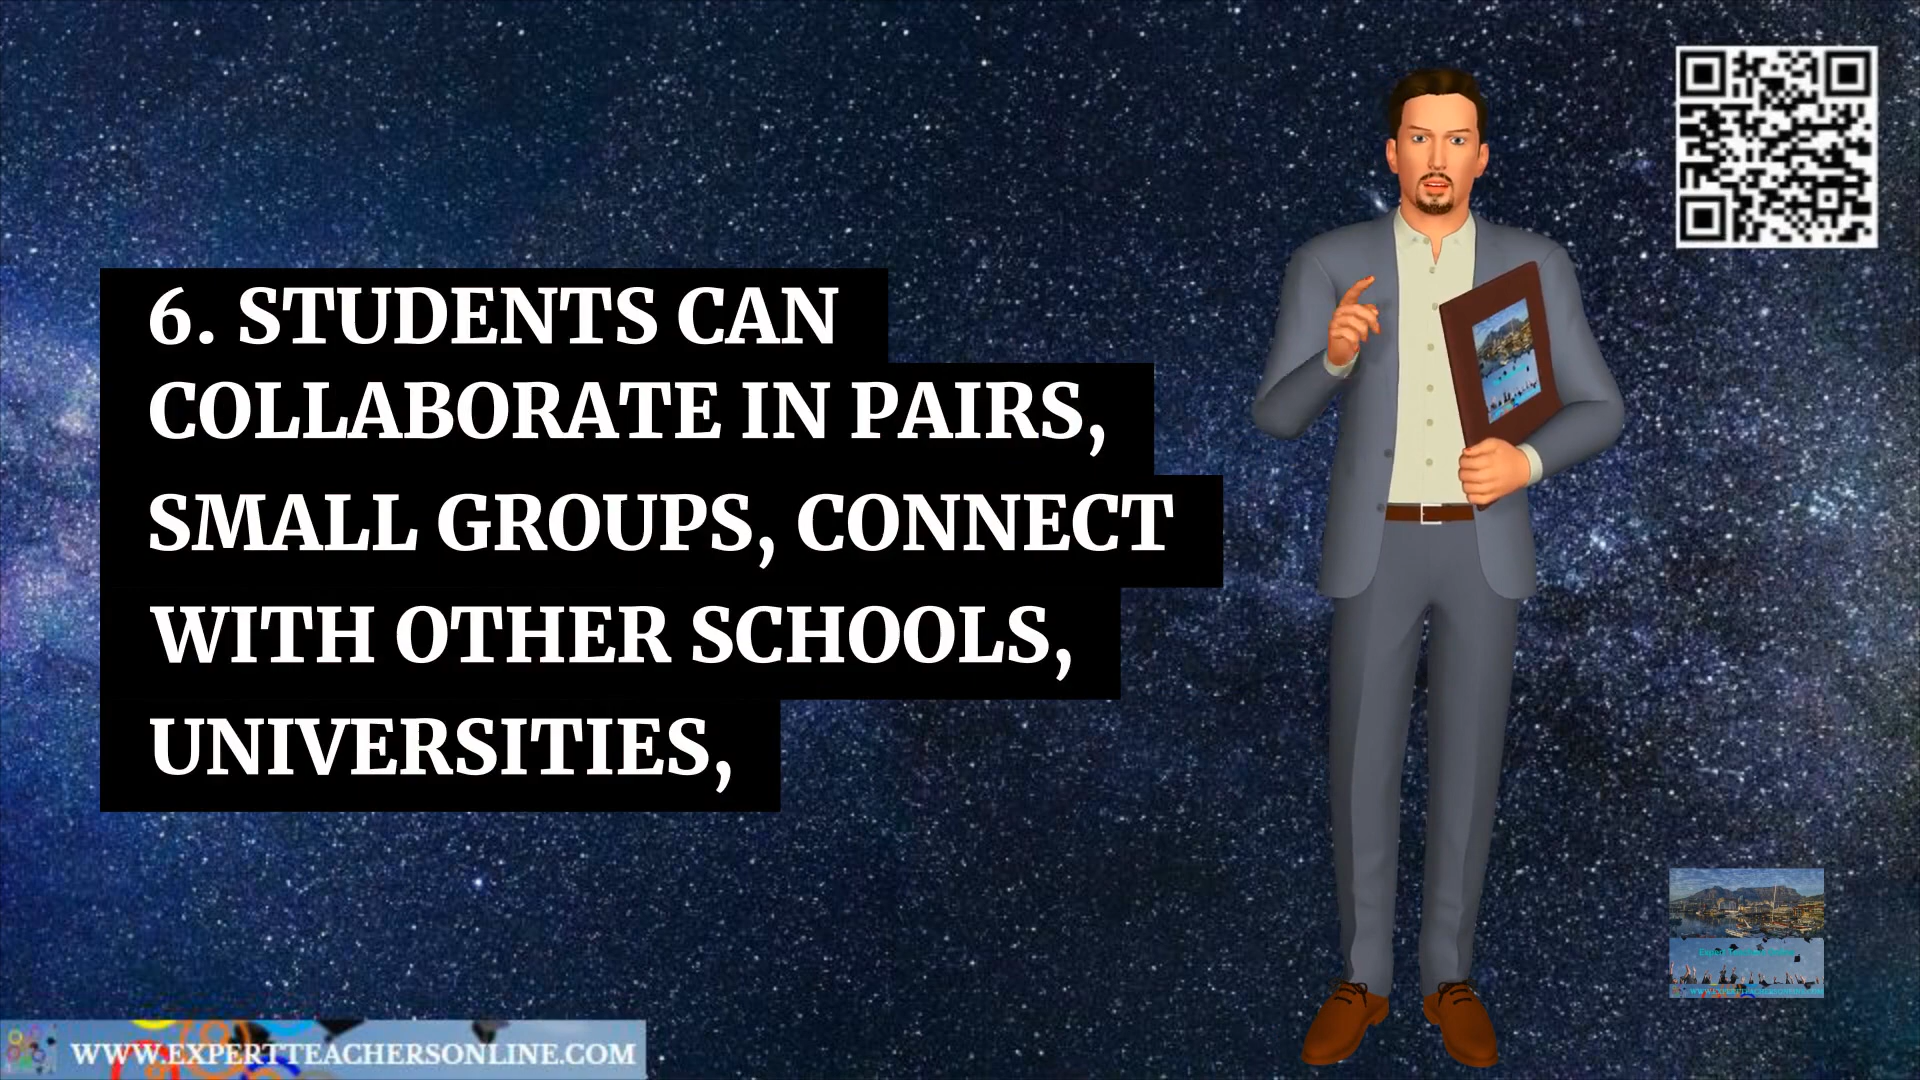 6. STUDENTS CAN
COLLABORATE IN PAIRS,
SMALL GROUPS, CONNECT
WITH OTHER SCHOOLS,
UNIVERSITIES,
WWW.EXPERTTEACHERSONLINE.COM